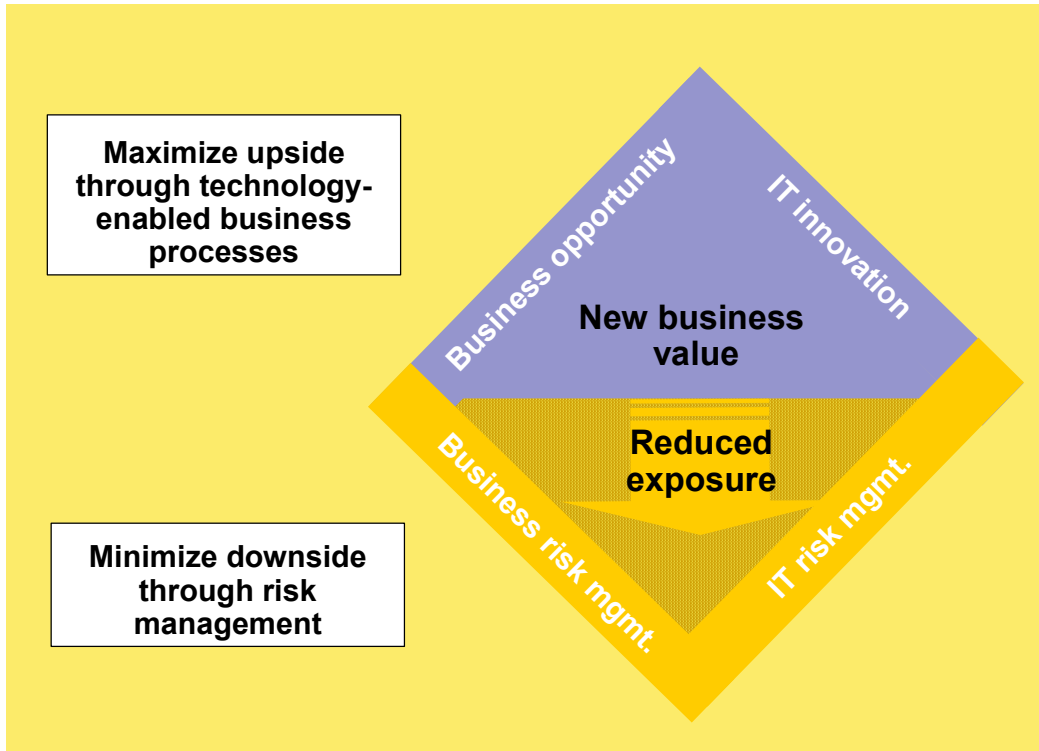 Maximize upside
through technology-
enabled business
processes
Business opportunity
IT innovation
New business
value
Reduced
exposure
Business risk mgmt.
IT risk mgmt.
Minimize downside
through risk
management